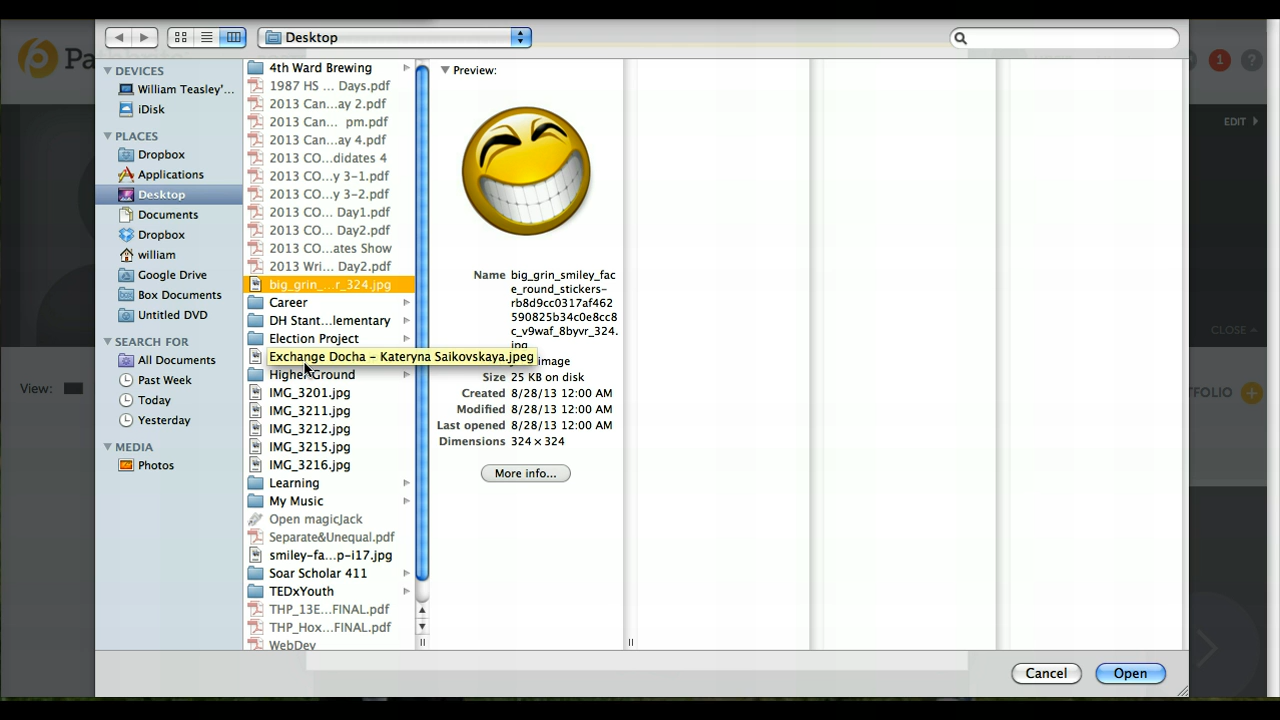 Desktop
1
?
EDIT
CLOSE
FOLIO
View:
DEVICES
William Teasley'...
iDisk
PLACES
Dropbox
Applications
Desktop
Documents
Dropbox
william
Google Drive
Box Documents
Untitled DVD
SEARCH FOR
All Documents
Past Week
Today
Yesterday
MEDIA
Photos
4th Ward Brewing
1987 HS ... Days.pdf
2013 Can...ay 2.pdf
2013 Can... pm.pdf
2013 Can...ay 4.pdf
2013 CO...didates 4
2013 CO...y 3-1.pdf
2013 CO...y 3-2.pdf
2013 CO... Day1.pdf
2013 CO... Day2.pdf
2013 CO...ates Show
2013 Wri... Day2.pdf
big_grin_...r_324.jpg
Career
DH Stant...lementary
Election Project
Exchange Docha – Kateryna Saikovskaya.jpeg
Higher Ground
IMG_3201.jpg
IMG_3211.jpg
IMG_3212.jpg
IMG_3215.jpg
IMG_3216.jpg
Learning
My Music
Open magicJack
Separate&Unequal.pdf
smiley-fa...p-i17.jpg
Soar Scholar 411
TEDxYouth
THP_13E...FINAL.pdf
THP_Hox...FINAL.pdf
WebDev
Preview:
Name big_grin_smiley_fac
e_round_stickers-
rb8d9cc0317af462
590825b34c0e8cc8
c_v9waf_8byvr_324.
jpg
image
Size 25 KB on disk
Created 8/28/13 12:00 AM
Modified 8/28/13 12:00 AM
Last opened 8/28/13 12:00 AM
Dimensions 324 × 324
More info...
Cancel
Open